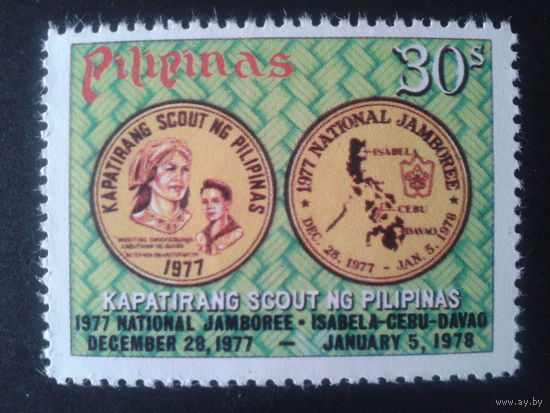 Pilipinas
30s
KAPATIRANG SCOUT NG PILIPINAS
1977
1977 NATIONAL JAMBOREE
ISABELA
CEBU
DAVAO
DEC. 28, 1977 - JAN. 5, 1978
KAPATIRANG SCOUT NG PILIPINAS
1977 NATIONAL JAMBOREE • ISABELA-CEBU-DAVAO
DECEMBER 28, 1977 — JANUARY 5, 1978
https://www.ay.by/